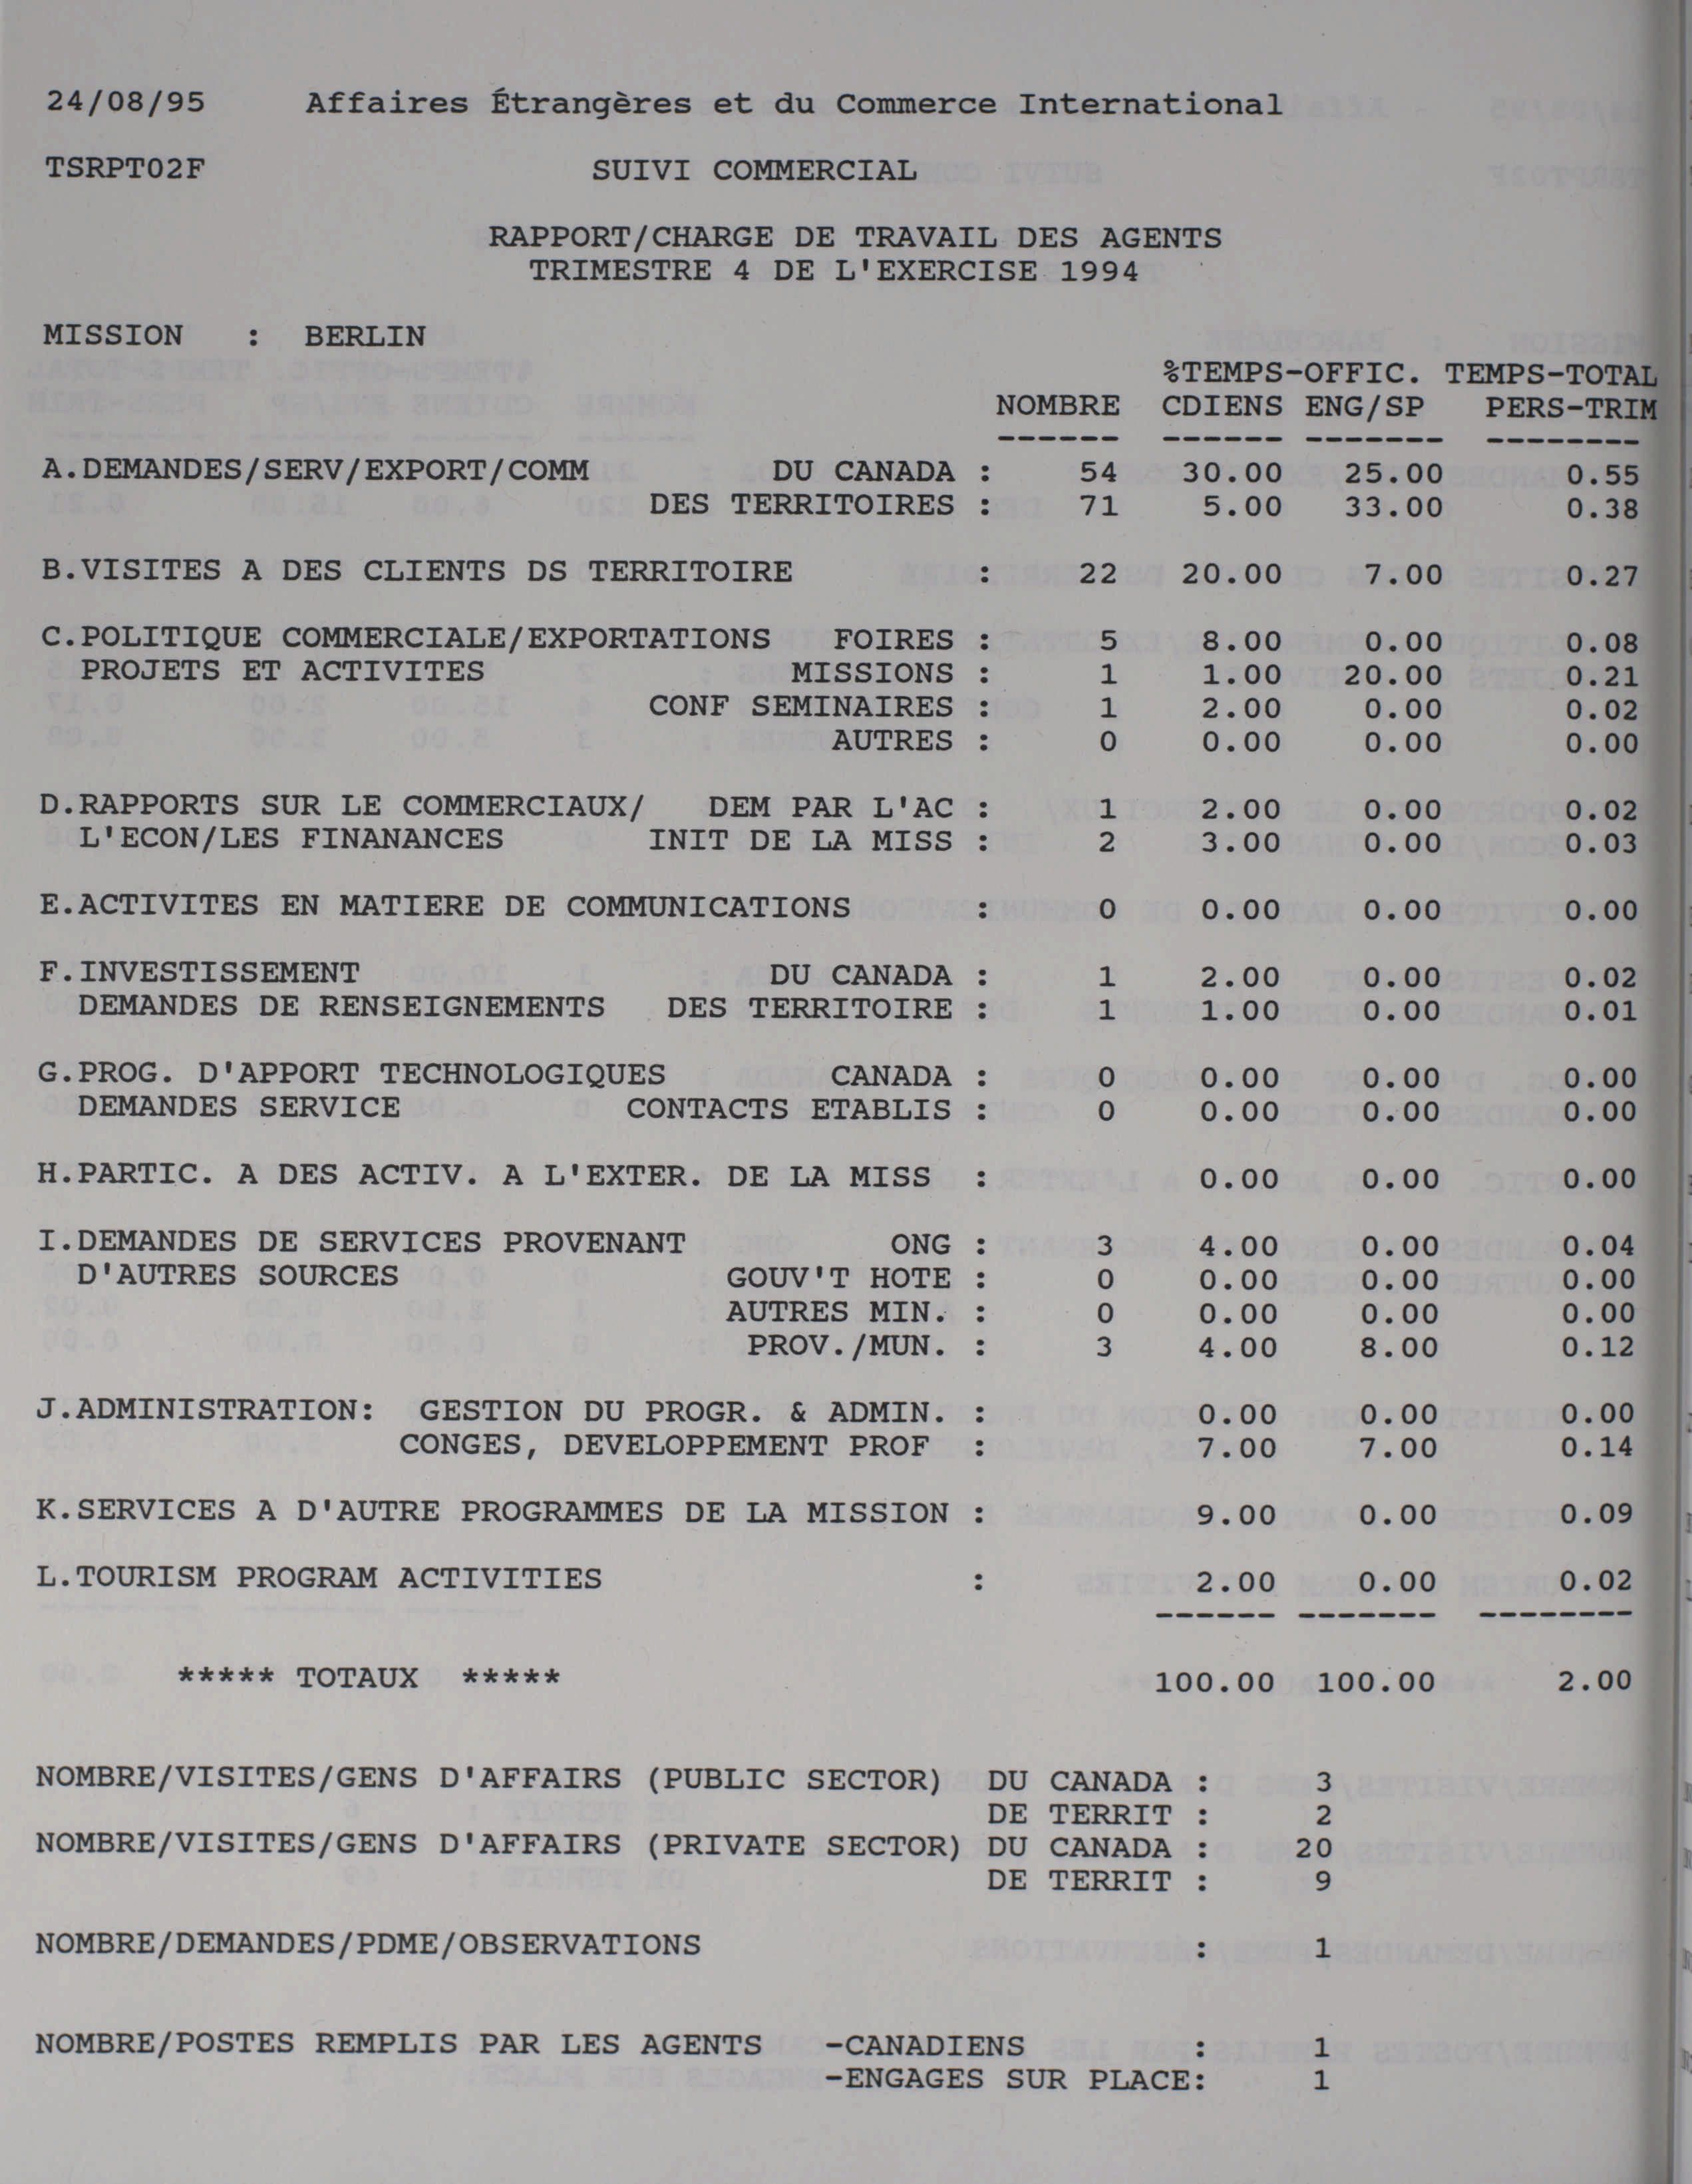 24/08/95 Affaires Étrangères et du Commerce International
TSRPT02F SUIVI COMMERCIAL
RAPPORT/CHARGE DE TRAVAIL DES AGENTS
TRIMESTRE 4 DE L'EXERCISE 1994
MISSION : BERLIN
%TEMPS-OFFIC. TEMPS-TOTAL
NOMBRE CDIENS ENG/SP PERS-TRIM
------ ------ ------- --------
A.DEMANDES/SERV/EXPORT/COMM DU CANADA : 54 30.00 25.00 0.55
DES TERRITOIRES : 71 5.00 33.00 0.38
B.VISITES A DES CLIENTS DS TERRITOIRE : 22 20.00 7.00 0.27
C.POLITIQUE COMMERCIALE/EXPORTATIONS FOIRES : 5 8.00 0.00 0.08
PROJETS ET ACTIVITES MISSIONS : 1 1.00 20.00 0.21
CONF SEMINAIRES : 1 2.00 0.00 0.02
AUTRES : 0 0.00 0.00 0.00
D.RAPPORTS SUR LE COMMERCIAUX/ DEM PAR L'AC : 1 2.00 0.00 0.02
L'ECON/LES FINANANCES INIT DE LA MISS : 2 3.00 0.00 0.03
E.ACTIVITES EN MATIERE DE COMMUNICATIONS : 0 0.00 0.00 0.00
F.INVESTISSEMENT DU CANADA : 1 2.00 0.00 0.02
DEMANDES DE RENSEIGNEMENTS DES TERRITOIRE : 1 1.00 0.00 0.01
G.PROG. D'APPORT TECHNOLOGIQUES CANADA : 0 0.00 0.00 0.00
DEMANDES SERVICE CONTACTS ETABLIS : 0 0.00 0.00 0.00
H.PARTIC. A DES ACTIV. A L'EXTER. DE LA MISS : 0.00 0.00 0.00
I.DEMANDES DE SERVICES PROVENANT ONG : 3 4.00 0.00 0.04
D'AUTRES SOURCES GOUV'T HOTE : 0 0.00 0.00 0.00
AUTRES MIN. : 0 0.00 0.00 0.00
PROV./MUN. : 3 4.00 8.00 0.12
J.ADMINISTRATION: GESTION DU PROGR. & ADMIN. : 0.00 0.00 0.00
CONGES, DEVELOPPEMENT PROF : 7.00 7.00 0.14
K.SERVICES A D'AUTRE PROGRAMMES DE LA MISSION : 9.00 0.00 0.09
L.TOURISM PROGRAM ACTIVITIES : 2.00 0.00 0.02
------ ------- --------
***** TOTAUX ***** 100.00 100.00 2.00
NOMBRE/VISITES/GENS D'AFFAIRS (PUBLIC SECTOR) DU CANADA : 3
DE TERRIT : 2
NOMBRE/VISITES/GENS D'AFFAIRS (PRIVATE SECTOR) DU CANADA : 20
DE TERRIT : 9
NOMBRE/DEMANDES/PDME/OBSERVATIONS : 1
NOMBRE/POSTES REMPLIS PAR LES AGENTS -CANADIENS : 1
-ENGAGES SUR PLACE: 1